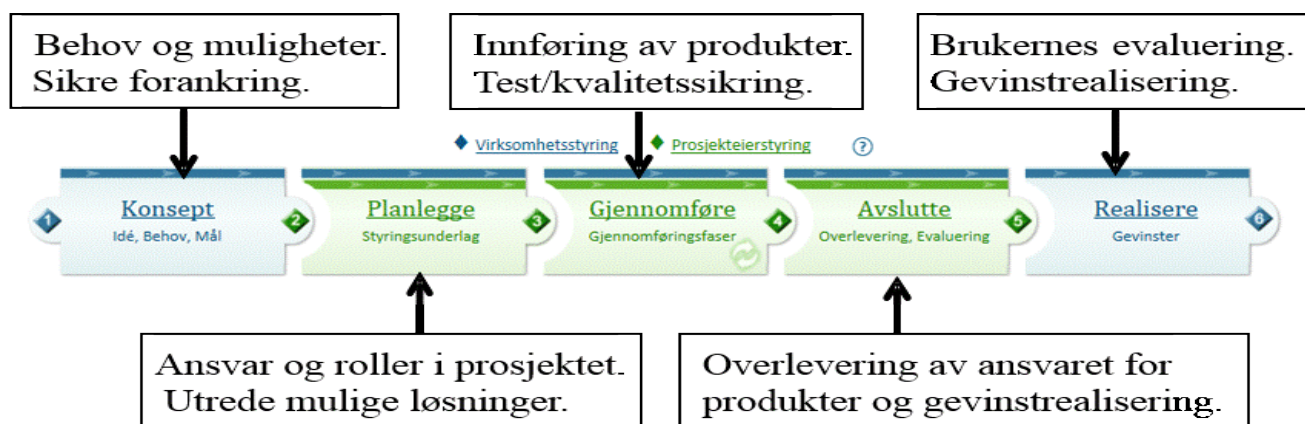 Behov og muligheter.
Sikre forankring.
Innføring av produkter.
Test/kvalitetssikring.
Brukernes evaluering.
Gevinstrealisering.
Virksomhetsstyring
Prosjekteierstyring
?
1
Konsept
Idé, Behov, Mål
2
Planlegge
Styringsunderlag
3
Gjennomføre
Gjennomføringsfaser
4
Avslutte
Overlevering, Evaluering
5
Realisere
Gevinster
6
Ansvar og roller i prosjektet.
Utrede mulige løsninger.
Overlevering av ansvaret for
produkter og gevinstrealisering.